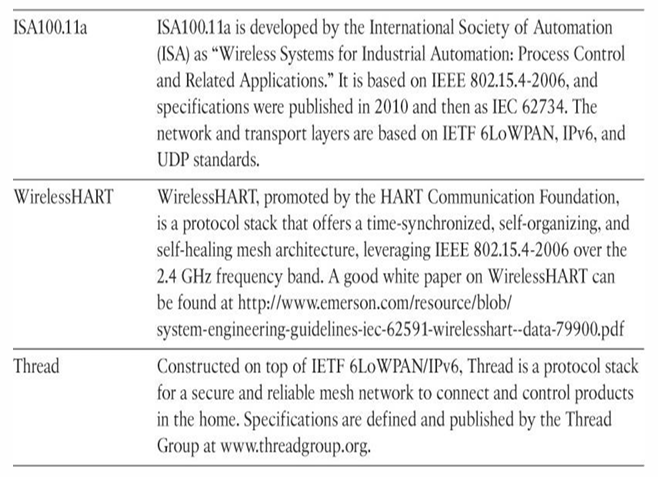 ISA100.11a ISA100.11a is developed by the International Society of Automation
(ISA) as “Wireless Systems for Industrial Automation: Process Control
and Related Applications.” It is based on IEEE 802.15.4-2006, and
specifications were published in 2010 and then as IEC 62734. The
network and transport layers are based on IETF 6LoWPAN, IPv6, and
UDP standards.
WirelessHART WirelessHART, promoted by the HART Communication Foundation,
is a protocol stack that offers a time-synchronized, self-organizing, and
self-healing mesh architecture, leveraging IEEE 802.15.4-2006 over the
2.4 GHz frequency band. A good white paper on WirelessHART can
be found at http://www.emerson.com/resource/blob/
system-engineering-guidelines-iec-62591-wirelesshart--data-79900.pdf
Thread Constructed on top of IETF 6LoWPAN/IPv6, Thread is a protocol stack
for a secure and reliable mesh network to connect and control products
in the home. Specifications are defined and published by the Thread
Group at www.threadgroup.org.